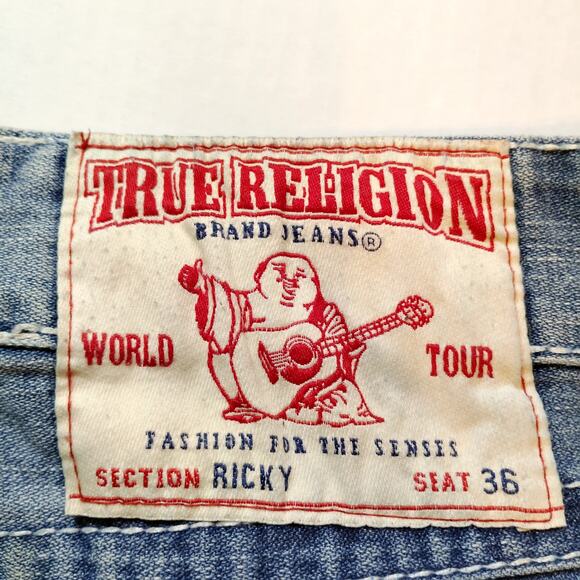 TRUE RELIGION
BRAND JEANS®
WORLD TOUR
FASHION FOR THE SENSES
SECTION RICKY SEAT 36